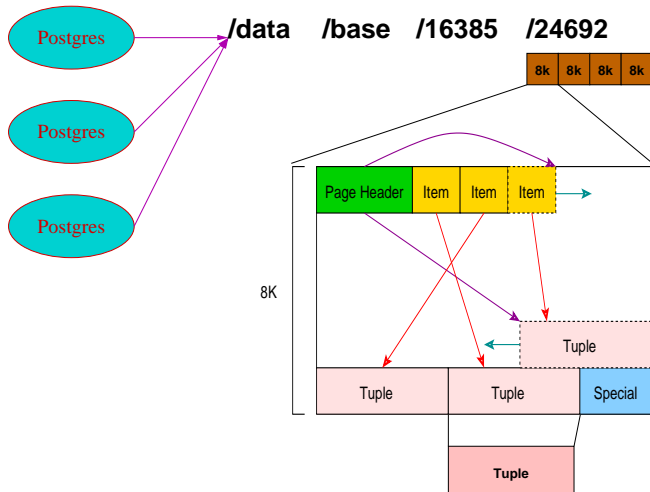 /data /base /16385 /24692
Postgres
Postgres
Postgres
8k 8k 8k 8k
Page Header Item Item Item
8K
Tuple
Tuple Tuple Special
Tuple